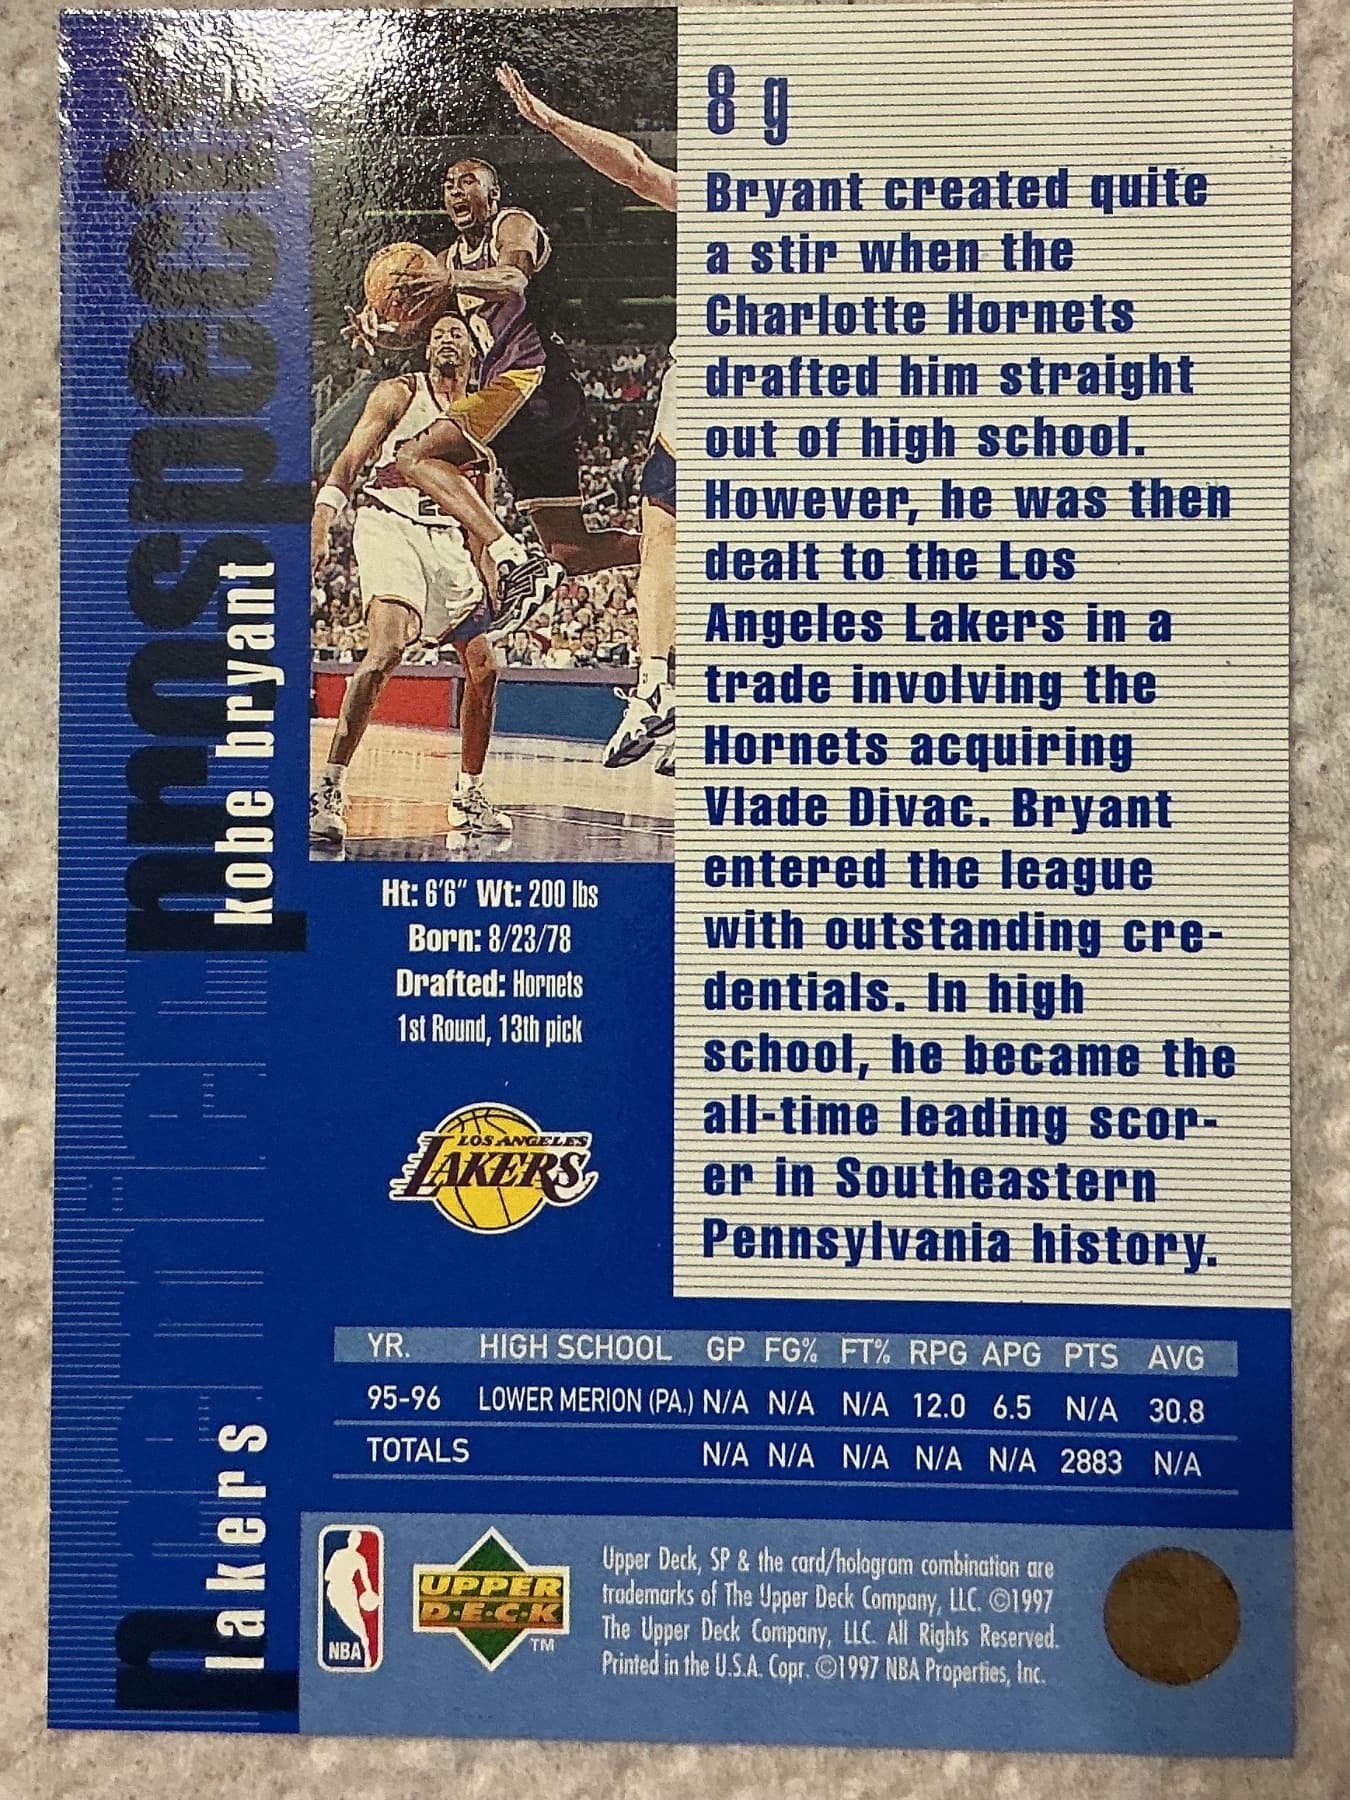 8 g
Bryant created quite
a stir when the
Charlotte Hornets
drafted him straight
out of high school.
However, he was then
dealt to the Los
Angeles Lakers in a
trade involving the
Hornets acquiring
Vlade Divac. Bryant
entered the league
with outstanding cre-
dentials. In high
school, he became the
all-time leading scor-
er in Southeastern
Pennsylvania history.
prospects
kobe bryant
lakers
Ht: 6'6" Wt: 200 lbs
Born: 8/23/78
Drafted: Hornets
1st Round, 13th pick
LOS ANGELES
LAKERS
YR. HIGH SCHOOL GP FG% FT% RPG APG PTS AVG
95-96 LOWER MERION (PA.) N/A N/A N/A 12.0 6.5 N/A 30.8
TOTALS N/A N/A N/A N/A N/A 2883 N/A
NBA
UPPER
D·E·C·K
TM
Upper Deck, SP & the card/hologram combination are
trademarks of The Upper Deck Company, LLC. ©1997
The Upper Deck Company, LLC. All Rights Reserved.
Printed in the U.S.A. Copr. ©1997 NBA Properties, Inc.